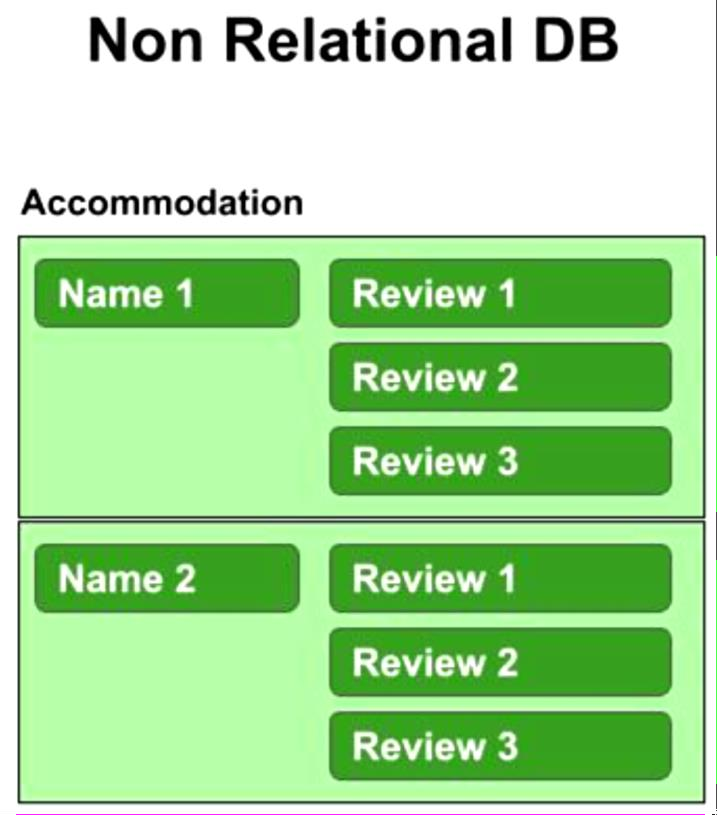 Non Relational DB
Accommodation
Name 1 Review 1
Review 2
Review 3
Name 2 Review 1
Review 2
Review 3